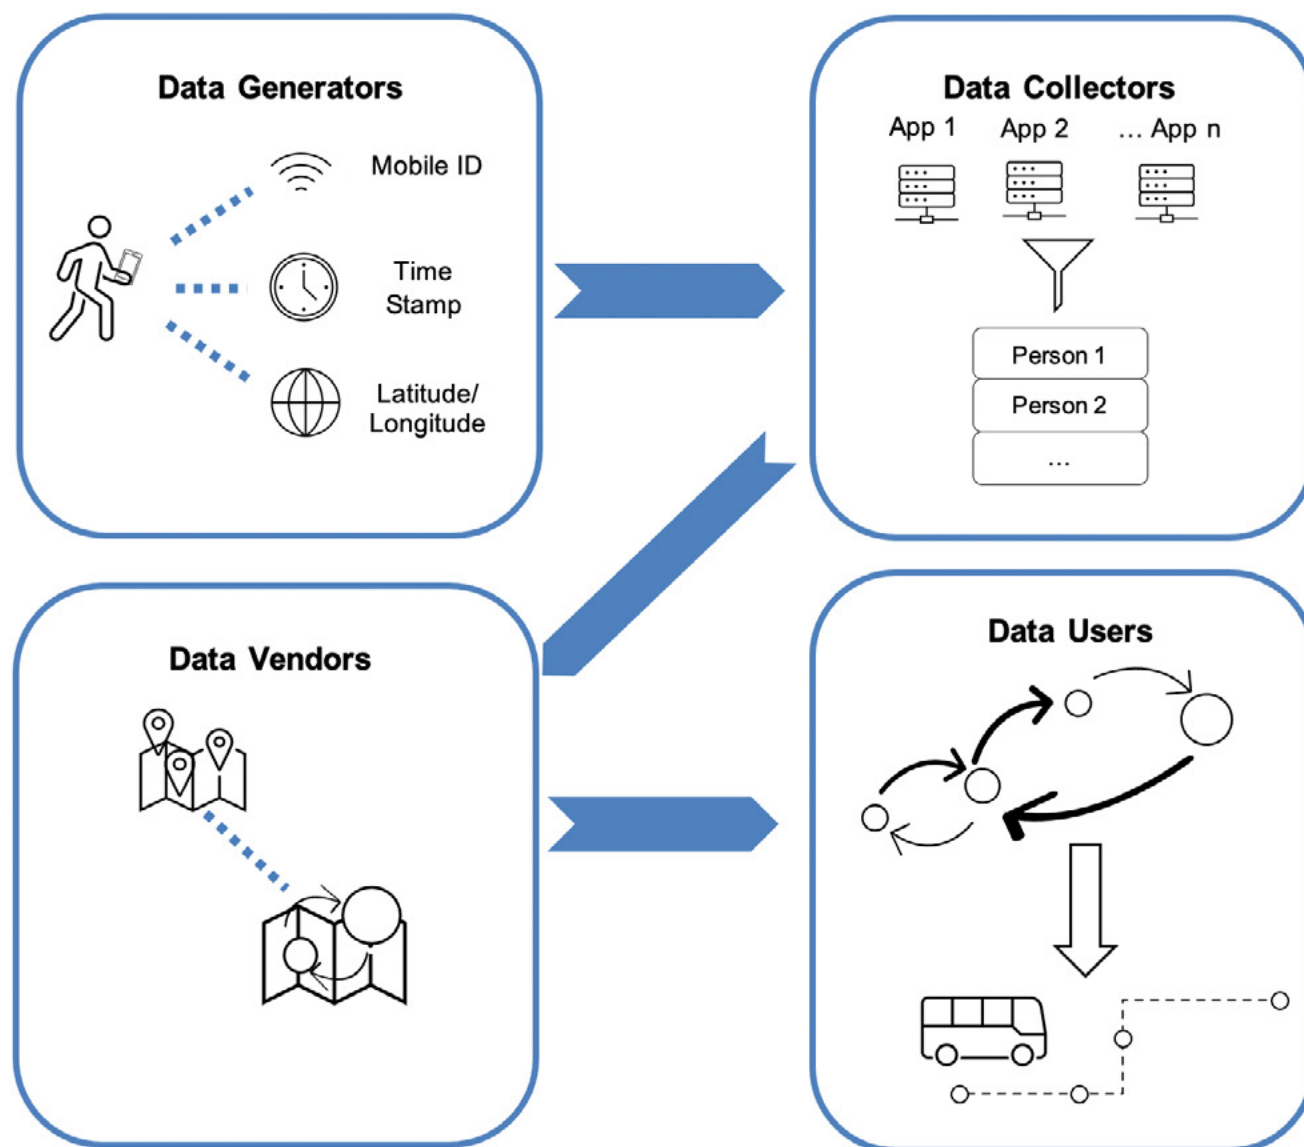 Data Generators
Mobile ID
Time
Stamp
Latitude/
Longitude
Data Collectors
App 1
App 2
... App n
Person 1
Person 2
...
Data Vendors
Data Users